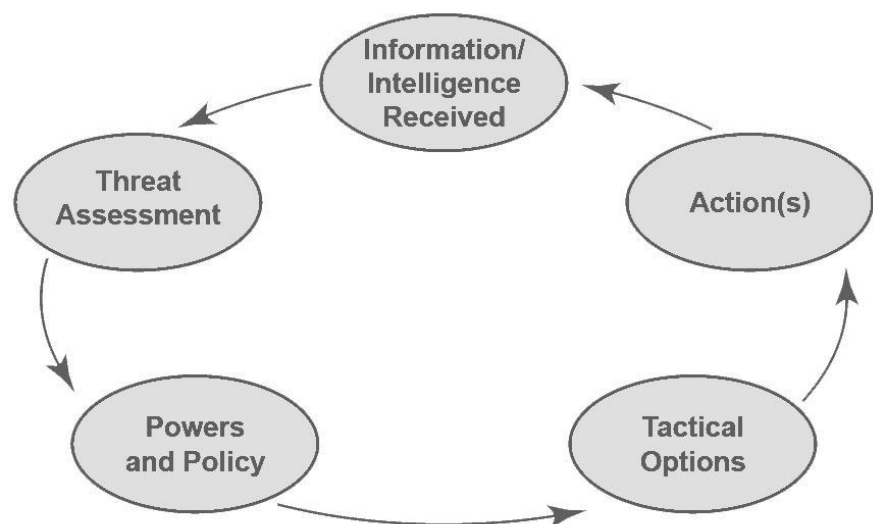 Information/
Intelligence
Received
Threat
Assessment
Action(s)
Powers
and Policy
Tactical
Options